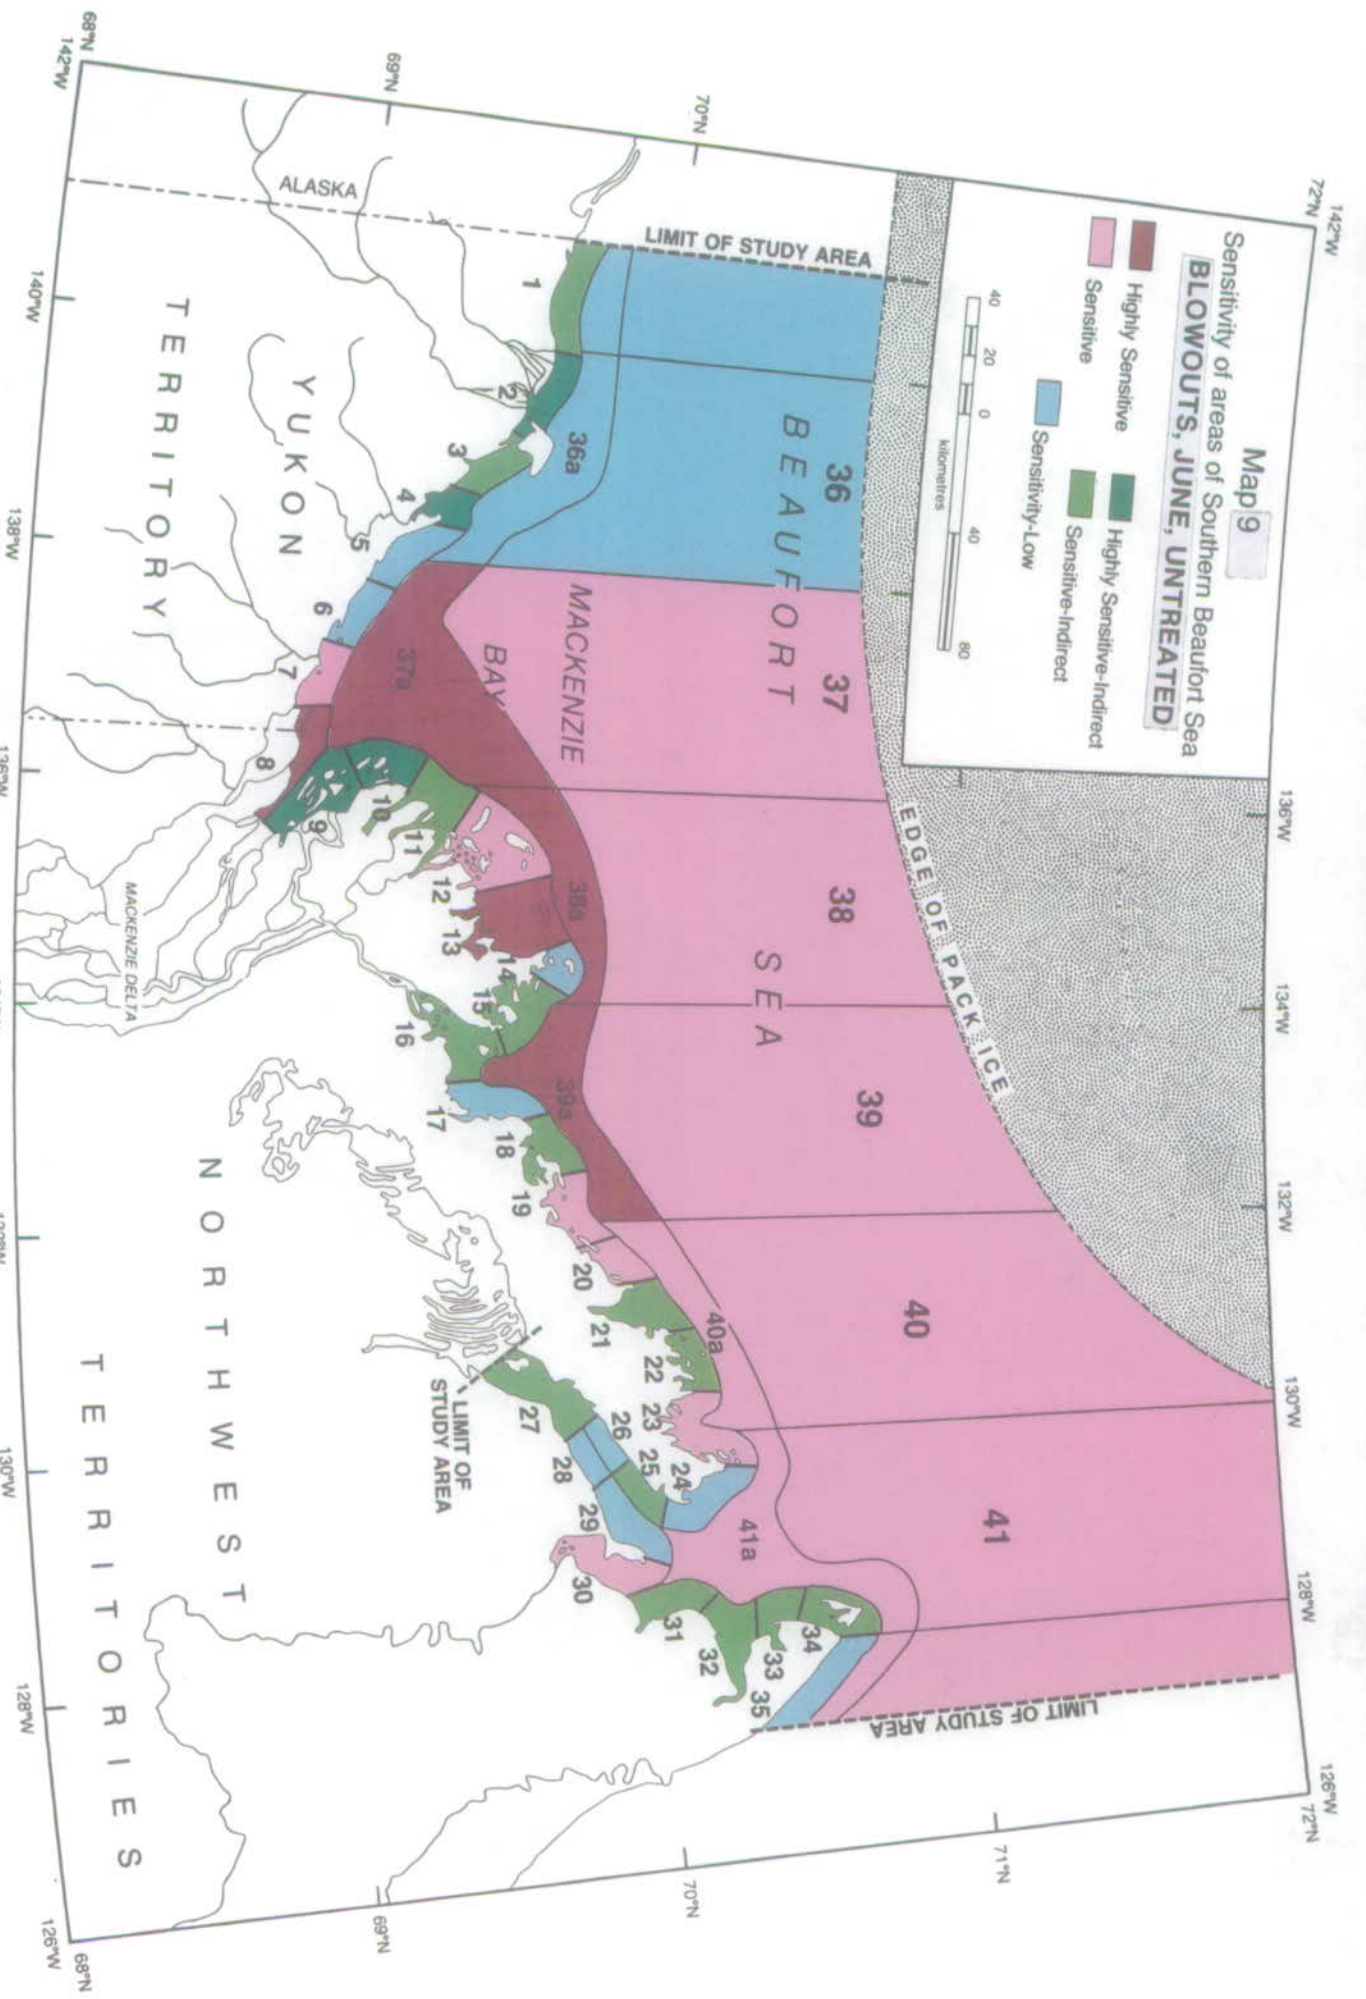 Map 9
Sensitivity of areas of Southern Beaufort Sea
BLOWOUTS, JUNE, UNTREATED
Highly Sensitive
Sensitive
Highly Sensitive-Indirect
Sensitive-Indirect
Sensitivity-Low
40 20 0 40 80
kilometres
72°N
142°W
136°W
134°W
132°W
130°W
128°W
126°W
72°N
71°N
70°N
69°N
68°N
126°W
128°W
130°W
138°W
140°W
142°W
68°N
69°N
70°N
LIMIT OF STUDY AREA
EDGE OF PACK ICE
BEAUFORT
SEA
MACKENZIE
BAY
36
37
38
39
40
41
36a
37a
38a
39a
40a
41a
1
2
3
4
5
6
7
8
9
10
11
12
13
14
15
16
17
18
19
20
21
22
23
24
25
26
27
28
29
30
31
32
33
34
35
LIMIT OF STUDY AREA
LIMIT OF
STUDY AREA
ALASKA
YUKON
TERRITORY
MACKENZIE DELTA
NORTHWEST
TERRITORIES